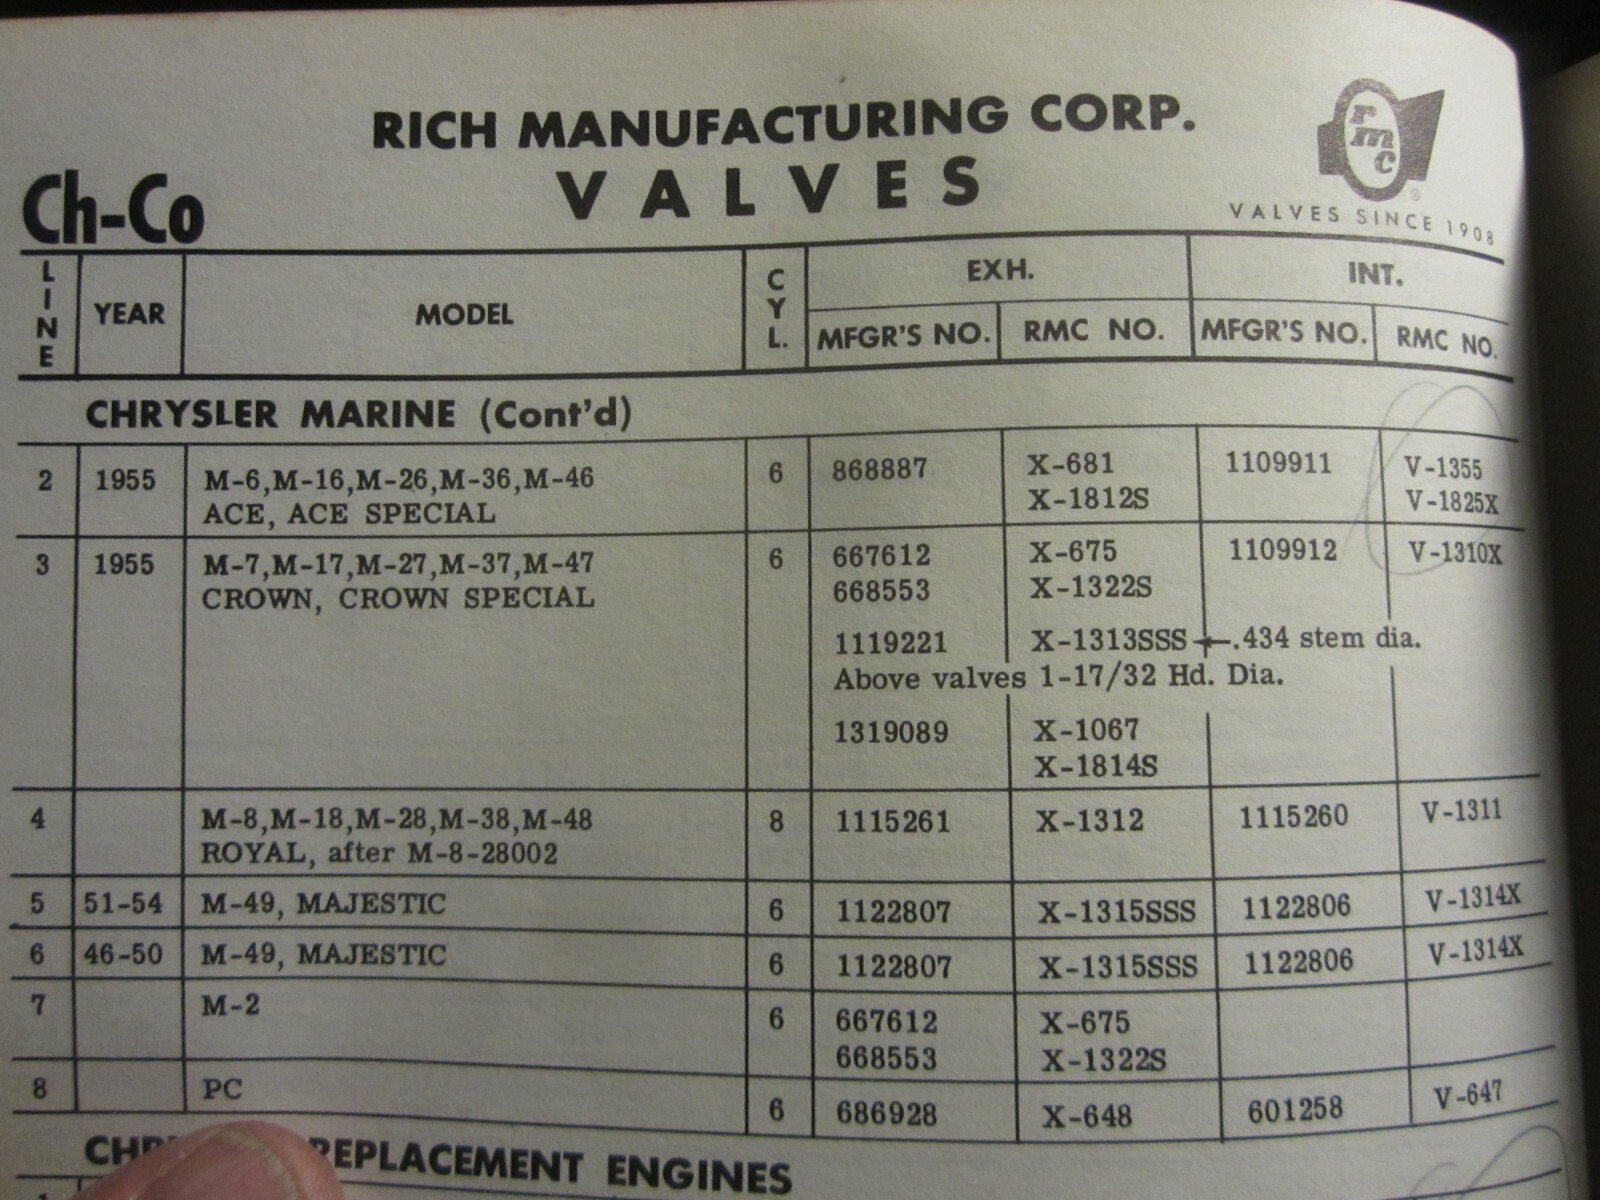 RICH MANUFACTURING CORP.
rmc
Ch-Co VALVES
®
VALVES SINCE 1908
LINE YEAR MODEL CYL. EXH. INT.
MFGR'S NO. RMC NO. MFGR'S NO. RMC NO.
CHRYSLER MARINE (Cont'd)
2 1955 M-6,M-16,M-26,M-36,M-46 6 868887 X-681 1109911 V-1355
ACE, ACE SPECIAL X-1812S V-1825X
3 1955 M-7,M-17,M-27,M-37,M-47 6 667612 X-675 1109912 V-1310X
CROWN, CROWN SPECIAL 668553 X-1322S
1119221 X-1313SSS ←.434 stem dia.
Above valves 1-17/32 Hd. Dia.
1319089 X-1067
X-1814S
4 M-8,M-18,M-28,M-38,M-48 8 1115261 X-1312 1115260 V-1311
ROYAL, after M-8-28002
5 51-54 M-49, MAJESTIC 6 1122807 X-1315SSS 1122806 V-1314X
6 46-50 M-49, MAJESTIC 6 1122807 X-1315SSS 1122806 V-1314X
7 M-2 6 667612 X-675
668553 X-1322S
8 PC 6 686928 X-648 601258 V-647
REPLACEMENT ENGINES